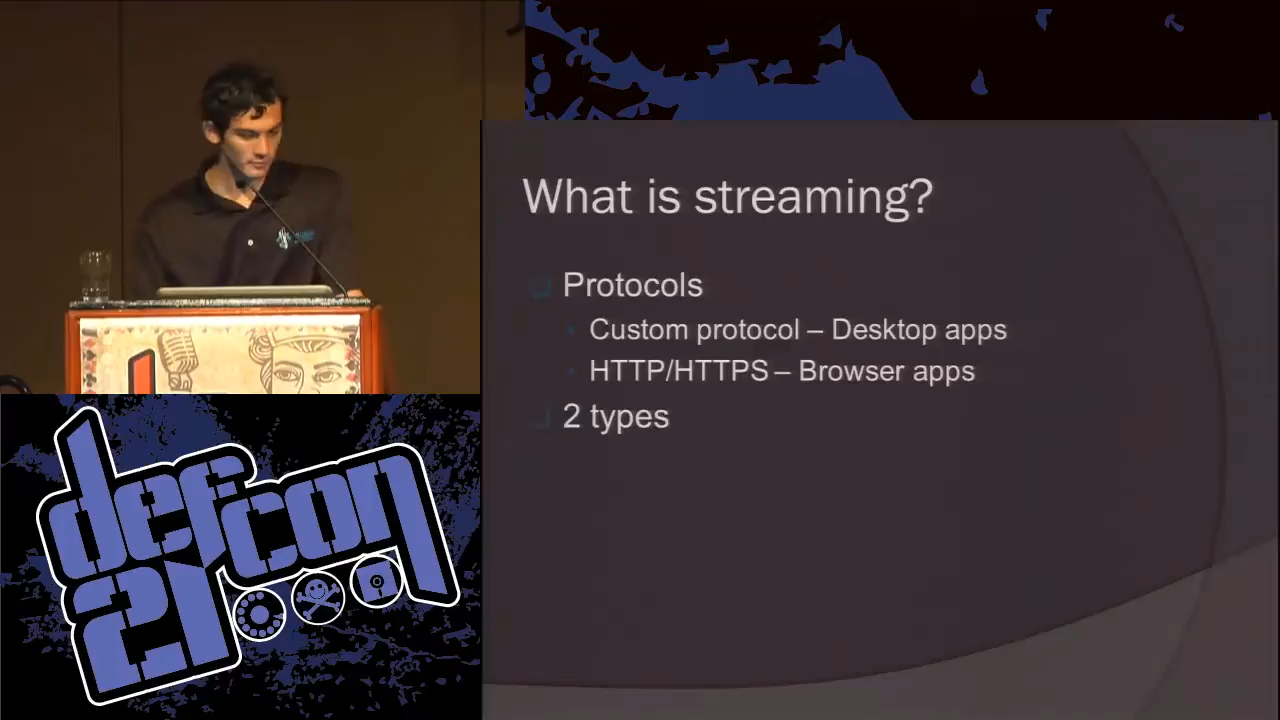 What is streaming?
Protocols
Custom protocol – Desktop apps
HTTP/HTTPS – Browser apps
2 types
defcon
21